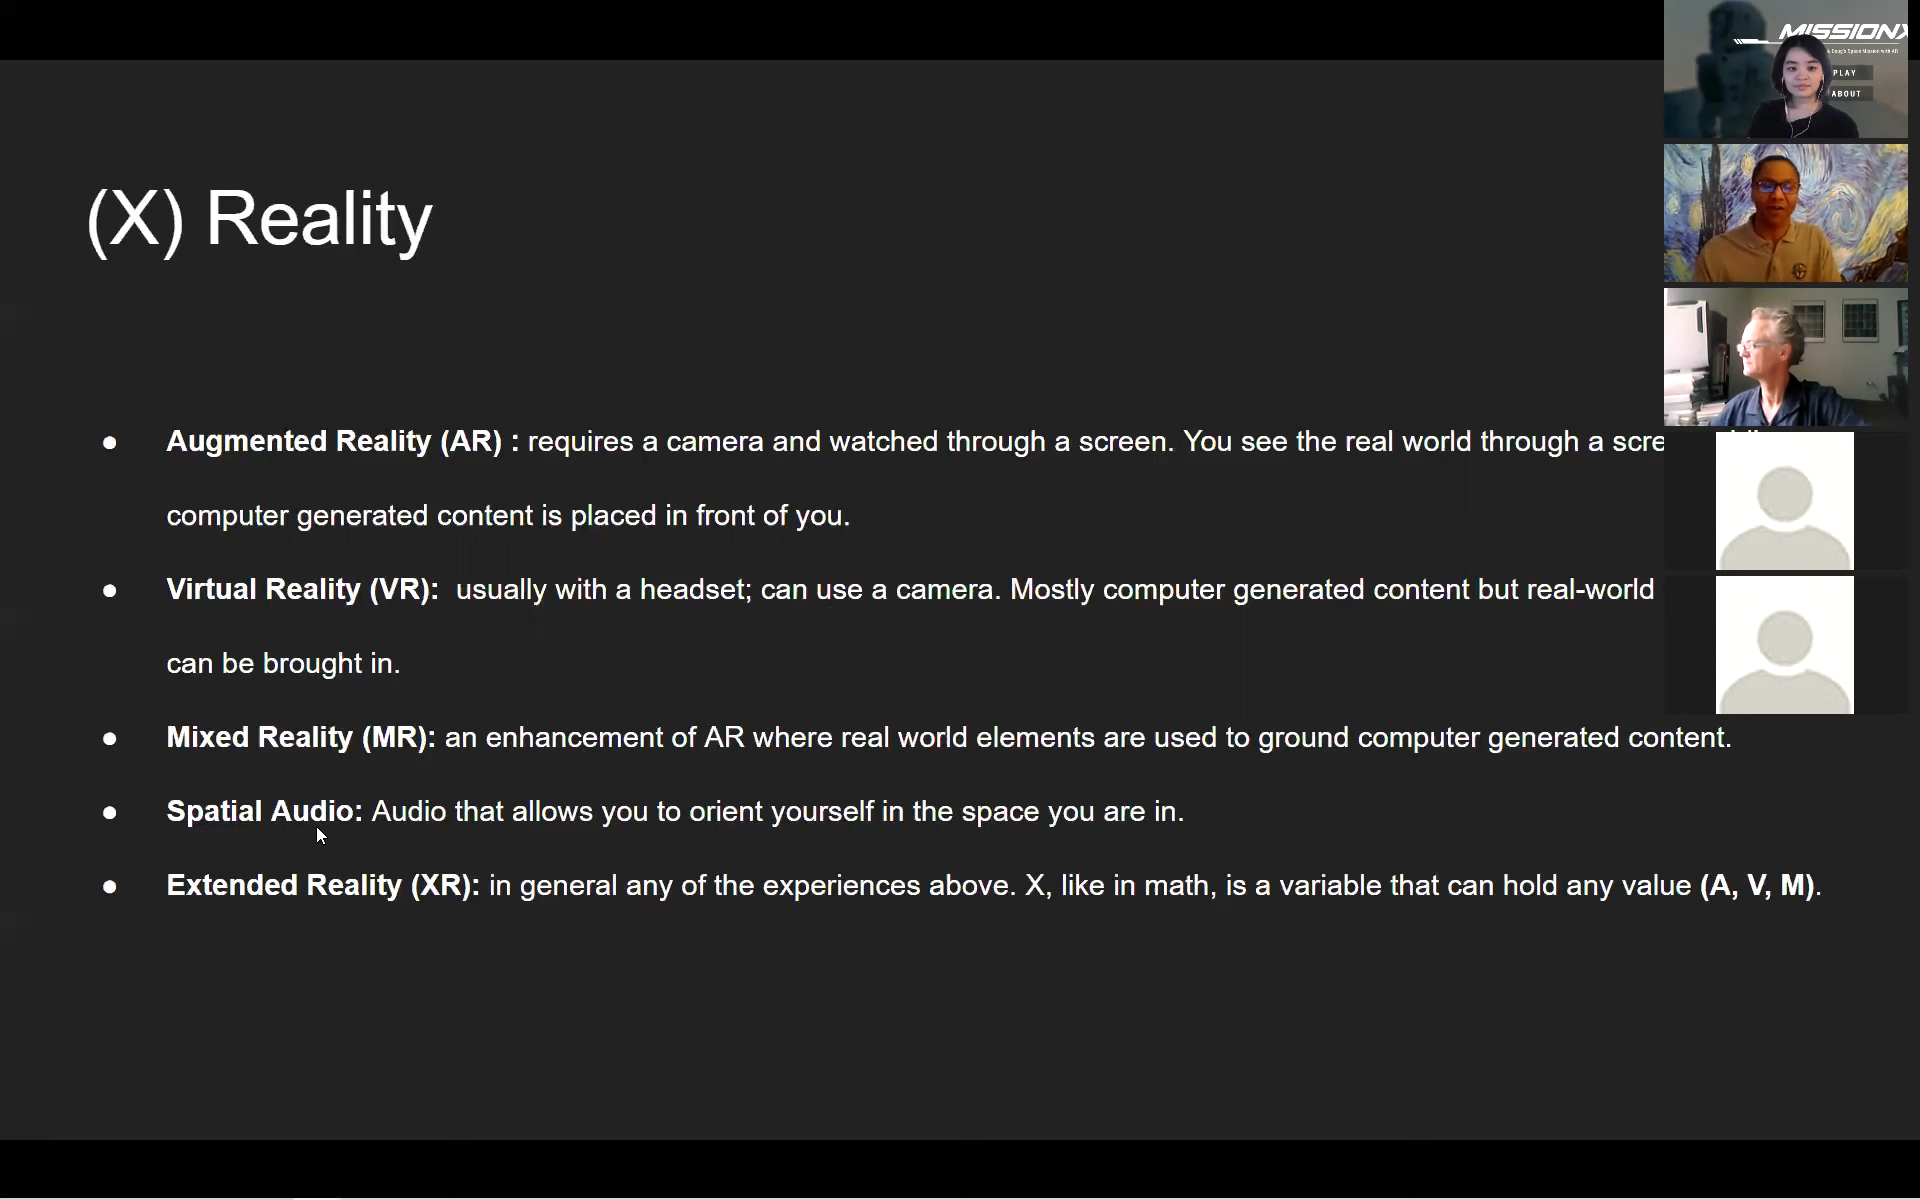 MISSIONX
& Doug's Space Mission with AR
PLAY
ABOUT
(X) Reality
● Augmented Reality (AR) : requires a camera and watched through a screen. You see the real world through a scre
computer generated content is placed in front of you.
● Virtual Reality (VR): usually with a headset; can use a camera. Mostly computer generated content but real-world
can be brought in.
● Mixed Reality (MR): an enhancement of AR where real world elements are used to ground computer generated content.
● Spatial Audio: Audio that allows you to orient yourself in the space you are in.
● Extended Reality (XR): in general any of the experiences above. X, like in math, is a variable that can hold any value (A, V, M).